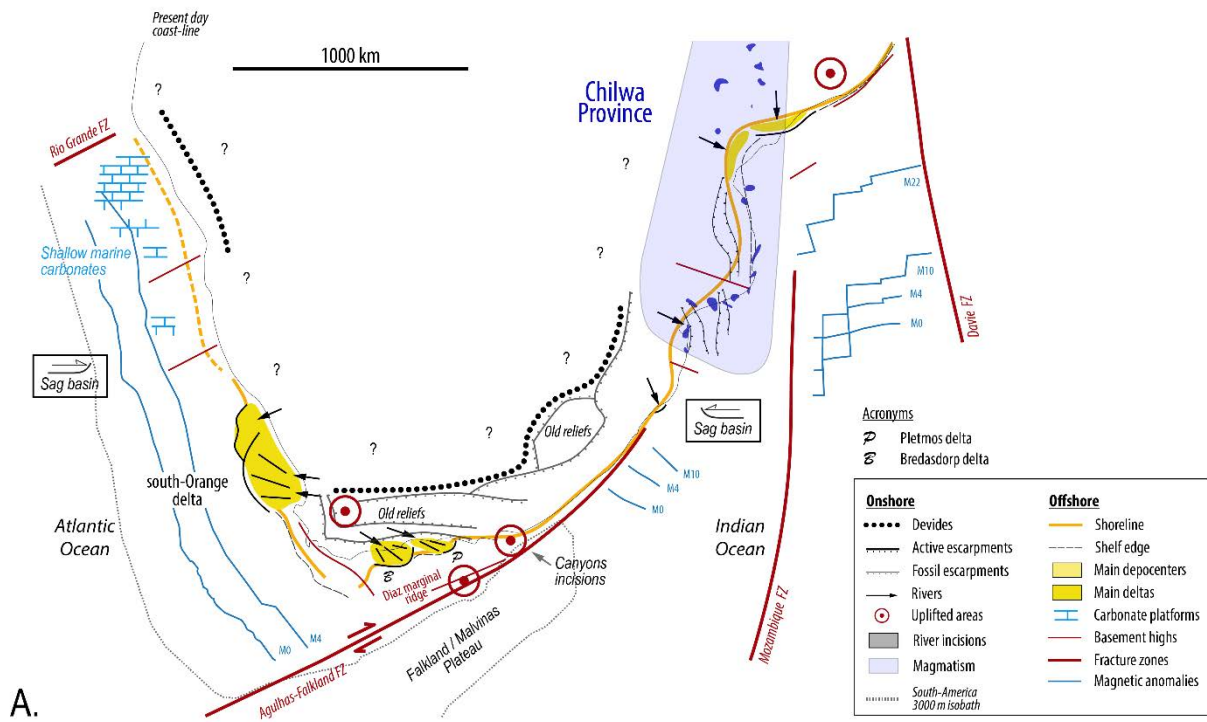 Present day
coast-line
1000 km
?
?
?
?
?
?
?
?
Rio Grande FZ
Chilwa
Province
Shallow marine
carbonates
M22
M10
M4
M0
Davie FZ
Sag basin
Old reliefs
Sag basin
M10
M4
M0
south-Orange
delta
Old reliefs
Atlantic
Ocean
Indian
Ocean
B
P
Canyons
incisions
Diaz marginal
ridge
Falkland / Malvinas
Plateau
Mozambique FZ
M0
M4
Agulhas-Falkland FZ
A.
Acronyms
P Pletmos delta
B Bredasdorp delta
Onshore
Devides
Active escarpments
Fossil escarpments
Rivers
Uplifted areas
River incisions
Magmatism
South-America
3000 m isobath
Offshore
Shoreline
Shelf edge
Main depocenters
Main deltas
Carbonate platforms
Basement highs
Fracture zones
Magnetic anomalies